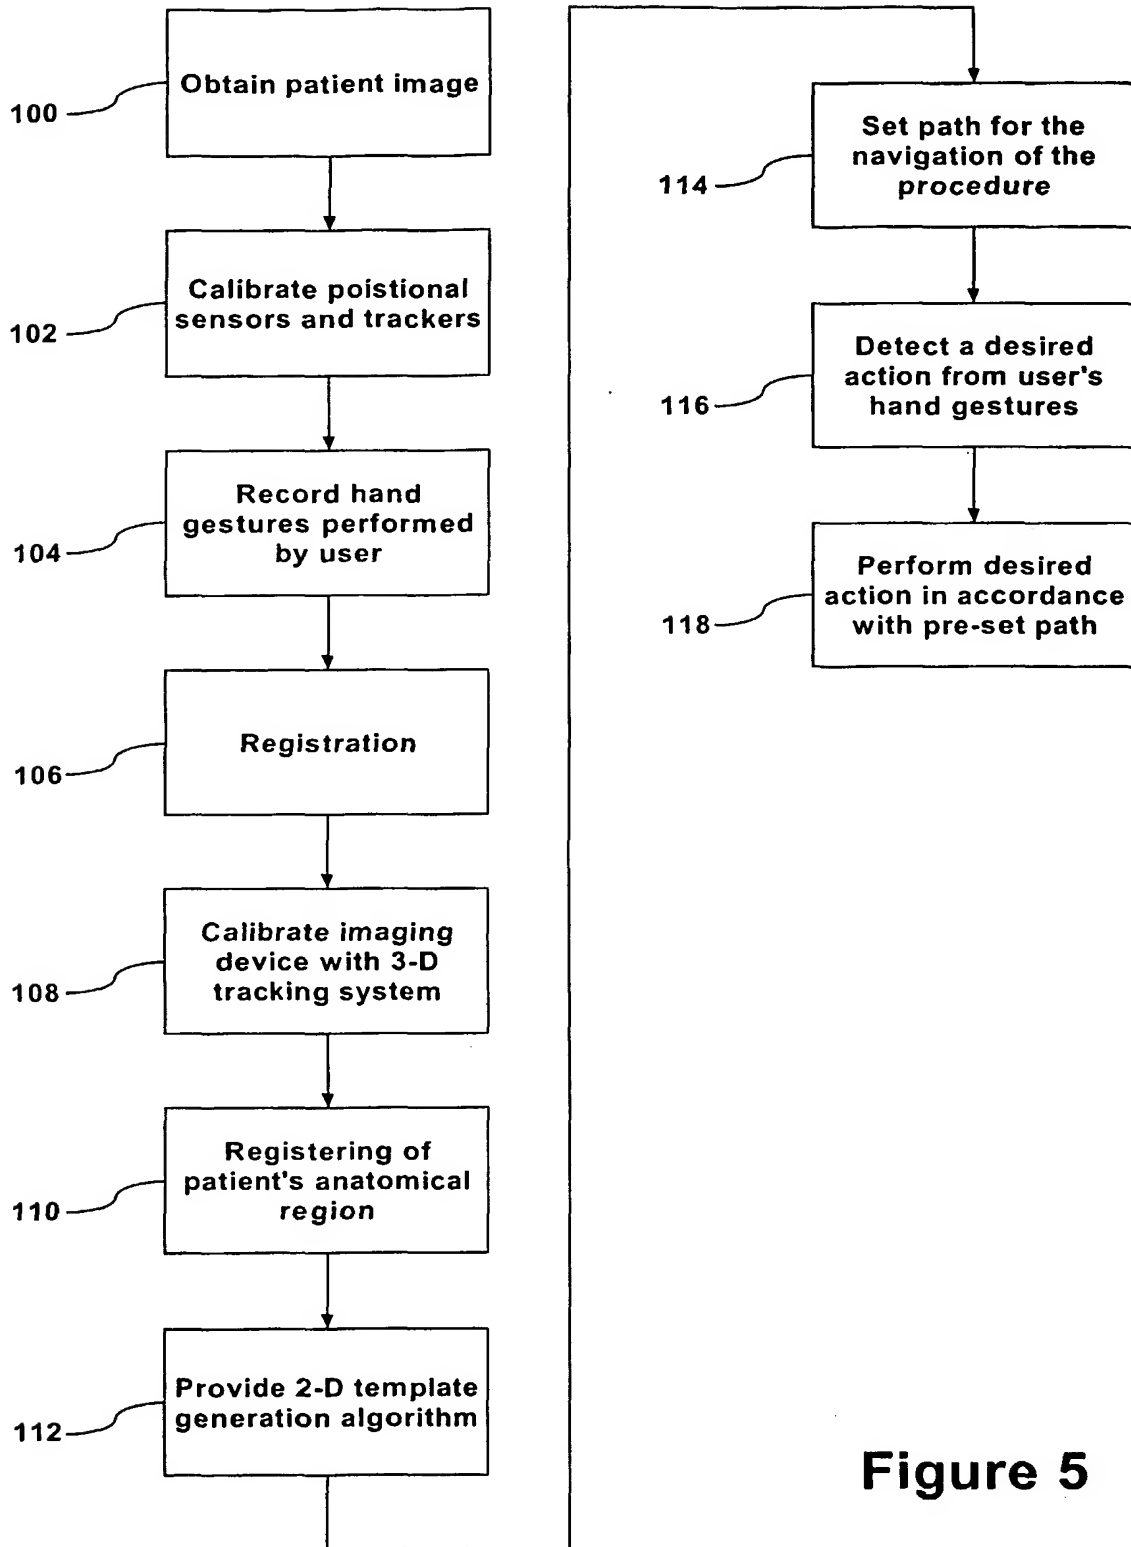 Obtain patient image
100
Calibrate poistional
sensors and trackers
102
Record hand
gestures performed
by user
104
Registration
106
Calibrate imaging
device with 3-D
tracking system
108
Registering of
patient's anatomical
region
110
Provide 2-D template
generation algorithm
112
Set path for the
navigation of the
procedure
114
Detect a desired
action from user's
hand gestures
116
Perform desired
action in accordance
with pre-set path
118
Figure 5